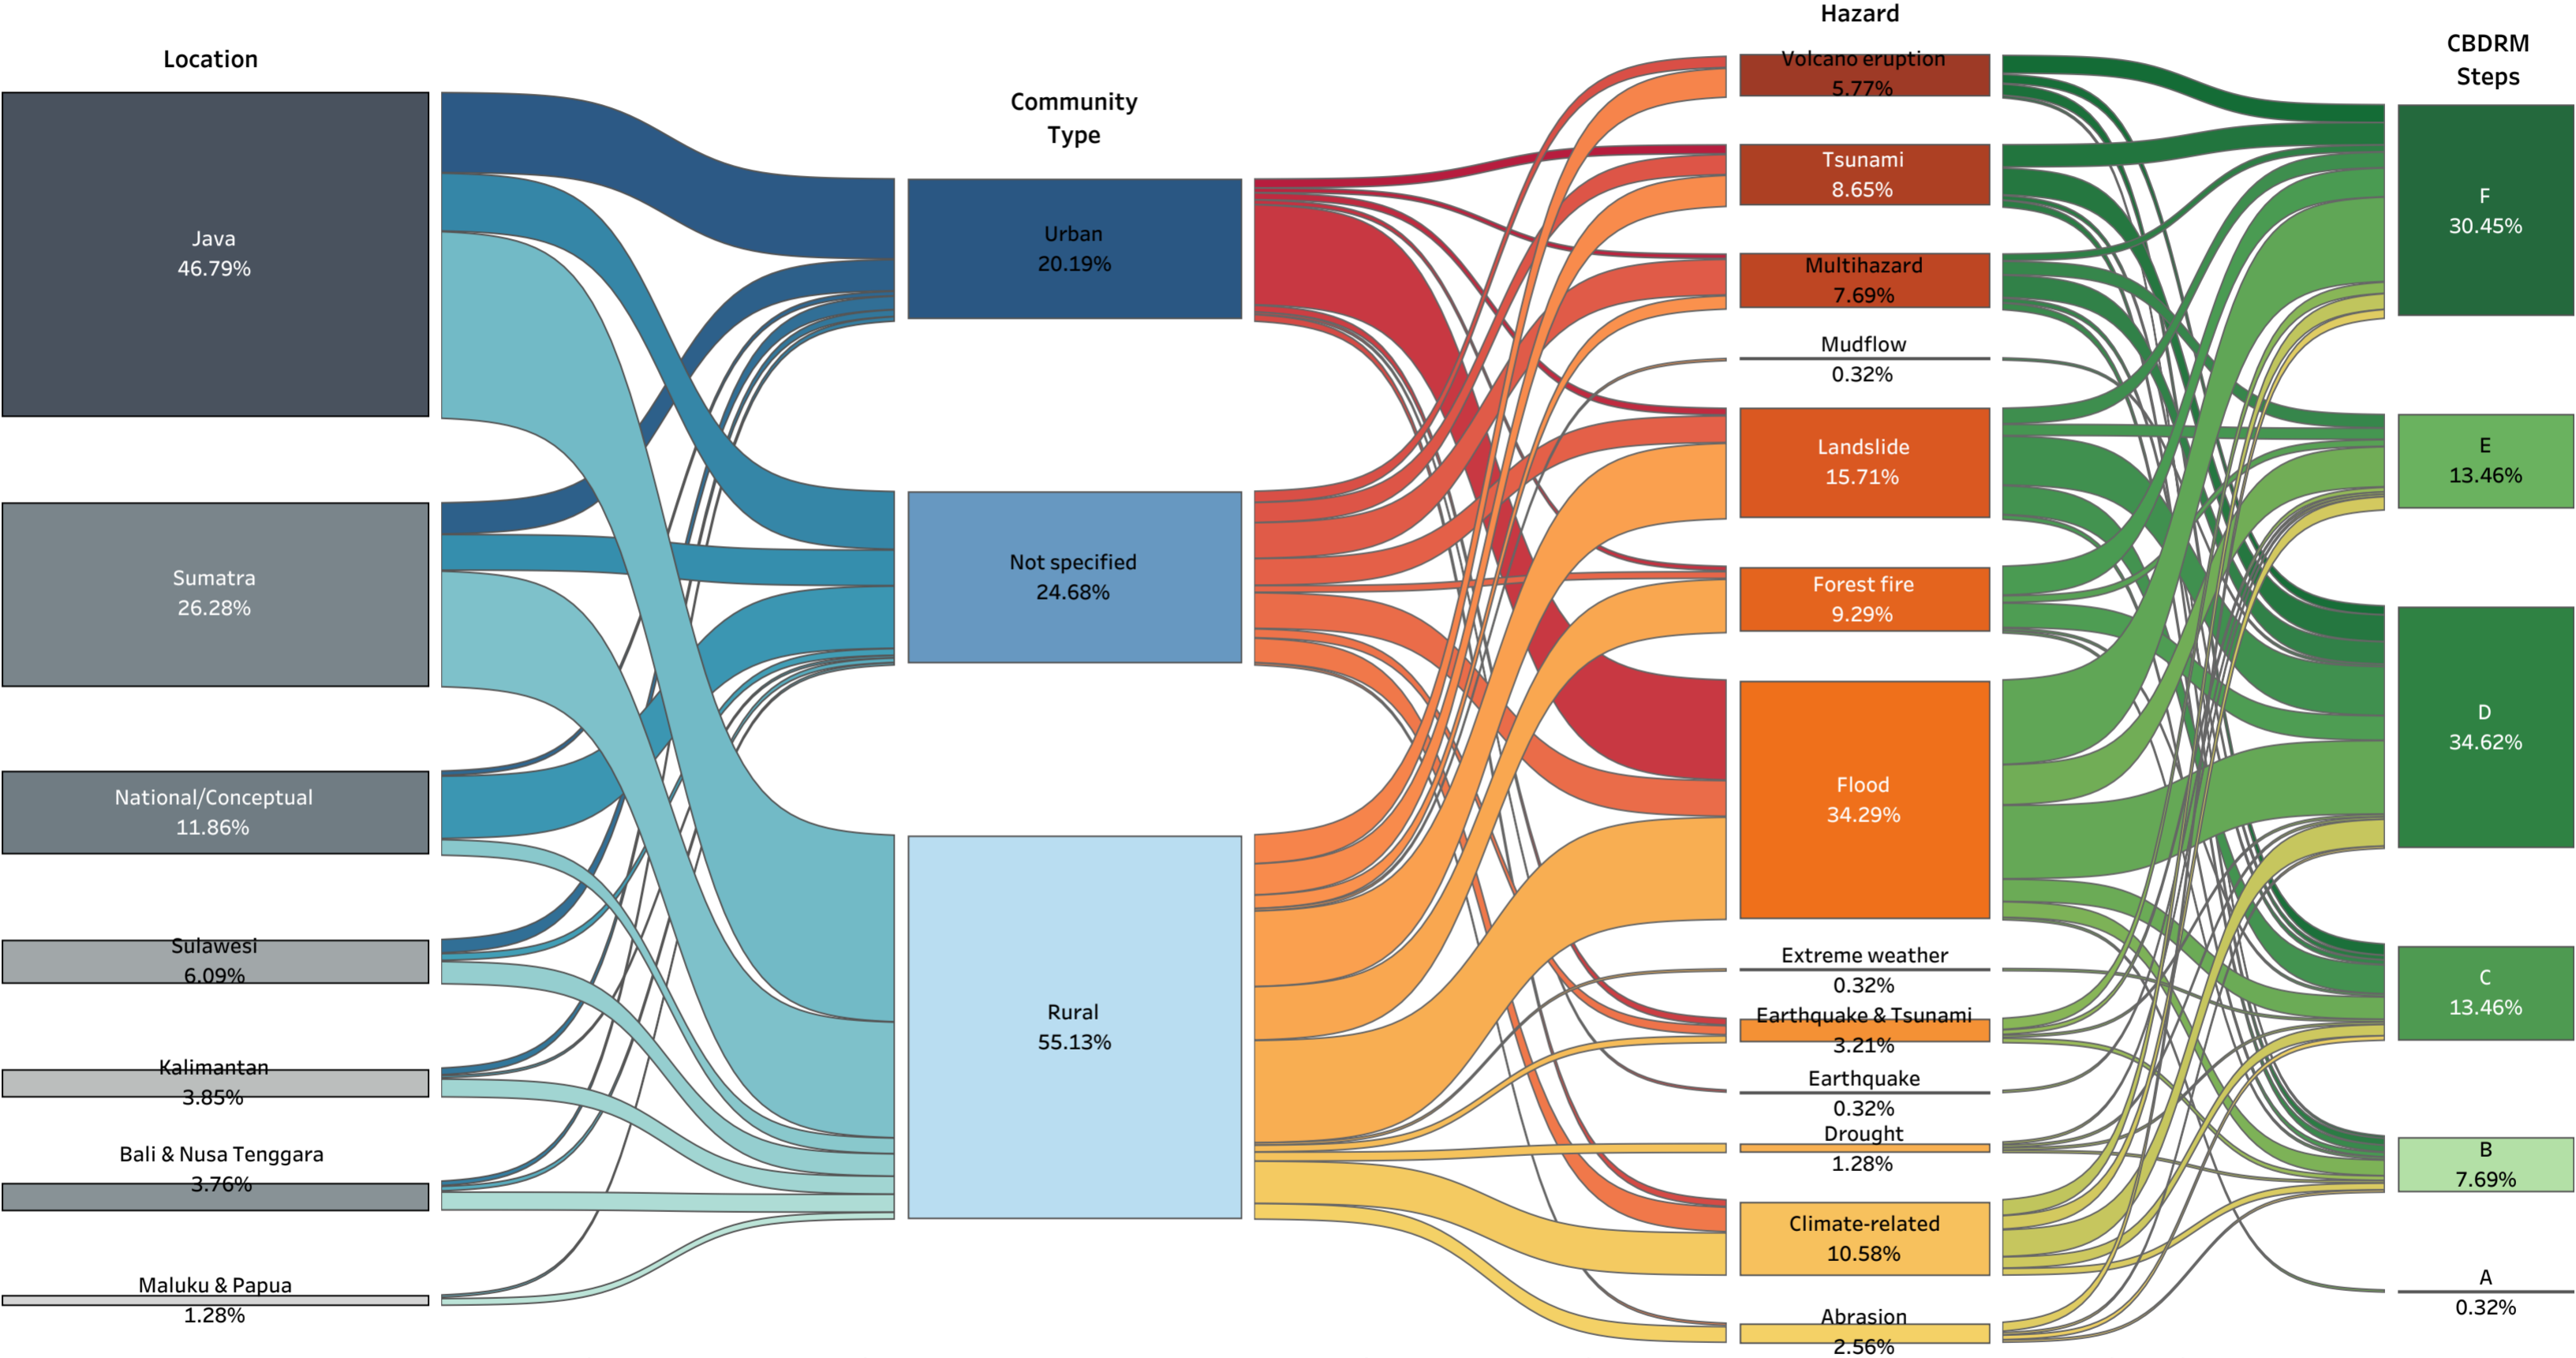 Location
Java
46.79%
Sumatra
26.28%
National/Conceptual
11.86%
Sulawesi
6.09%
Kalimantan
3.85%
Bali & Nusa Tenggara
3.76%
Maluku & Papua
1.28%
Community
Type
Urban
20.19%
Not specified
24.68%
Rural
55.13%
Hazard
Volcano eruption
5.77%
Tsunami
8.65%
Multihazard
7.69%
Mudflow
0.32%
Landslide
15.71%
Forest fire
9.29%
Flood
34.29%
Extreme weather
0.32%
Earthquake & Tsunami
3.21%
Earthquake
0.32%
Drought
1.28%
Climate-related
10.58%
Abrasion
2.56%
CBDRM
Steps
F
30.45%
E
13.46%
D
34.62%
C
13.46%
B
7.69%
A
0.32%